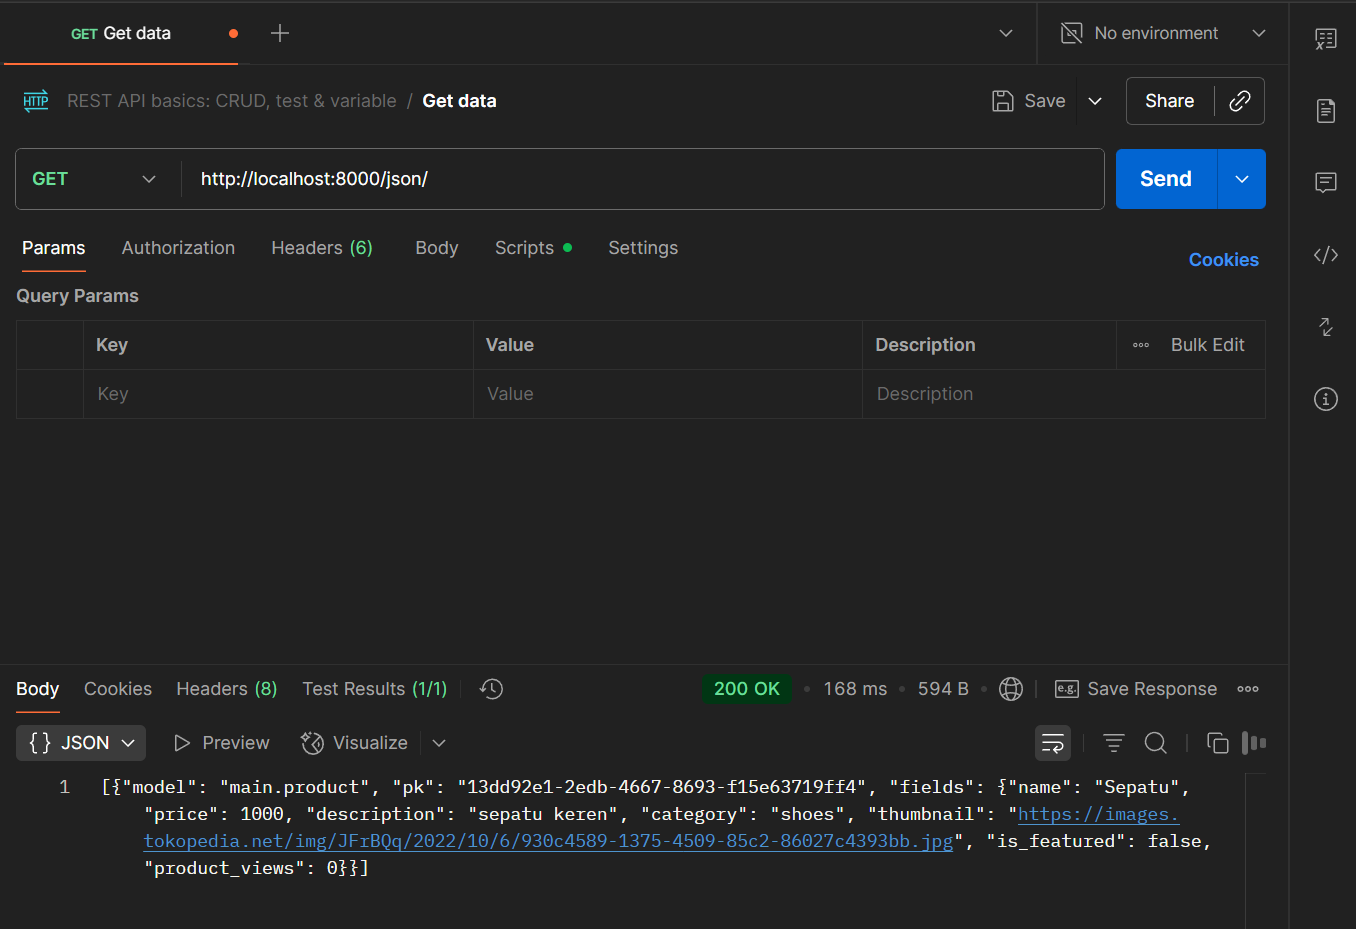 GET Get data
No environment
REST API basics: CRUD, test & variable / Get data
Save
Share
GET
http://localhost:8000/json/
Send
Params
Authorization
Headers (6)
Body
Scripts
Settings
Cookies
Query Params
Key
Value
Description
Bulk Edit
Key
Value
Description
Body
Cookies
Headers (8)
Test Results (1/1)
200 OK
168 ms
594 B
e.g.
Save Response
{} JSON
Preview
Visualize
1
[{"model": "main.product", "pk": "13dd92e1-2edb-4667-8693-f15e63719ff4", "fields": {"name": "Sepatu",
"price": 1000, "description": "sepatu keren", "category": "shoes", "thumbnail": "https://images.
tokopedia.net/img/JFrBQq/2022/10/6/930c4589-1375-4509-85c2-86027c4393bb.jpg", "is_featured": false,
"product_views": 0}}]